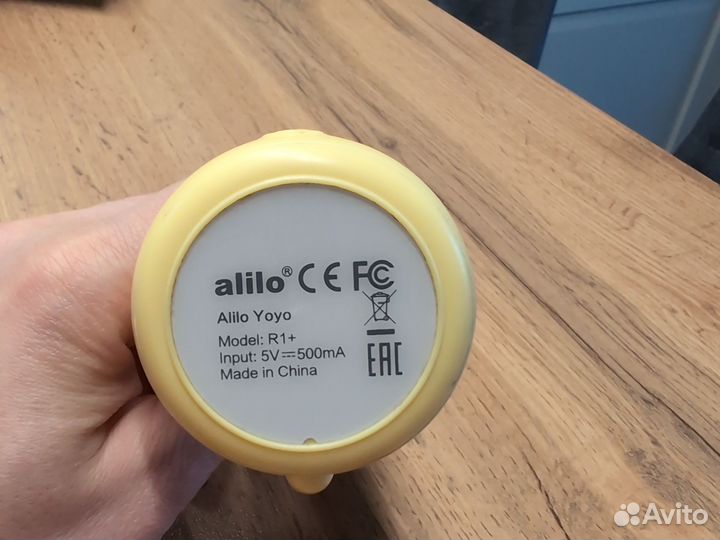 alilo® CE FC
Alilo Yoyo
Model: R1+
Input: 5V⎓500mA
Made in China
EAC
Avito